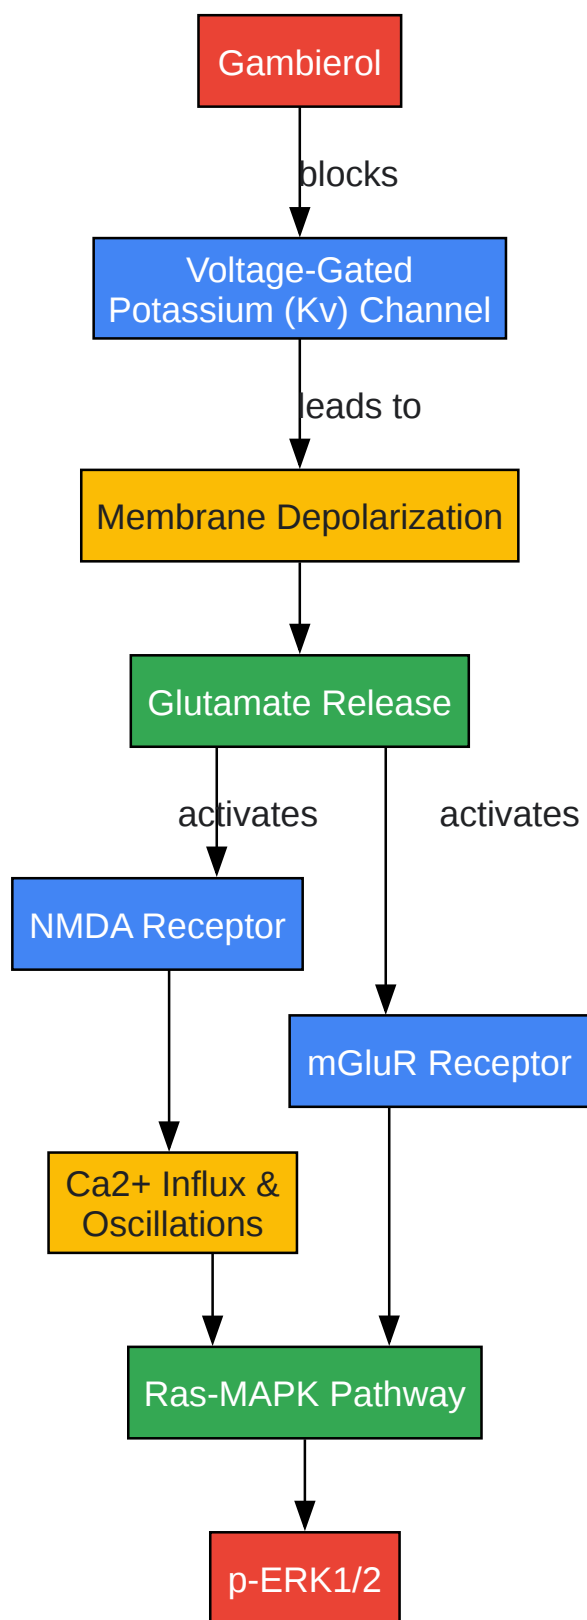 Gambierol
blocks
Voltage-Gated
Potassium (Kv) Channel
leads to
Membrane Depolarization
Glutamate Release
activates
activates
NMDA Receptor
mGluR Receptor
Ca2+ Influx &
Oscillations
Ras-MAPK Pathway
p-ERK1/2